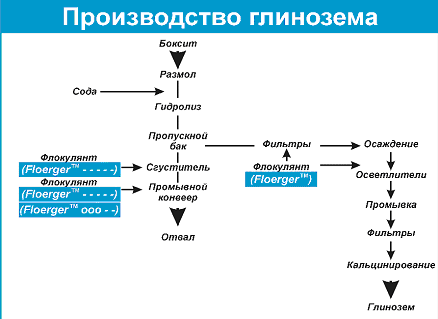 Производство глинозема
Боксит
Размол
Сода
Гидролиз
Пропускной
бак
Фильтры
Осаждение
Флокулянт
(Floerger™ - - - - -)
Сгуститель
Флокулянт
(Floerger™)
Осветлители
Флокулянт
(Floerger™ - - - - -)
(Floerger™ ooo - -)
Промывной
конвеер
Промывка
Отвал
Фильтры
Кальцинирование
Глинозем